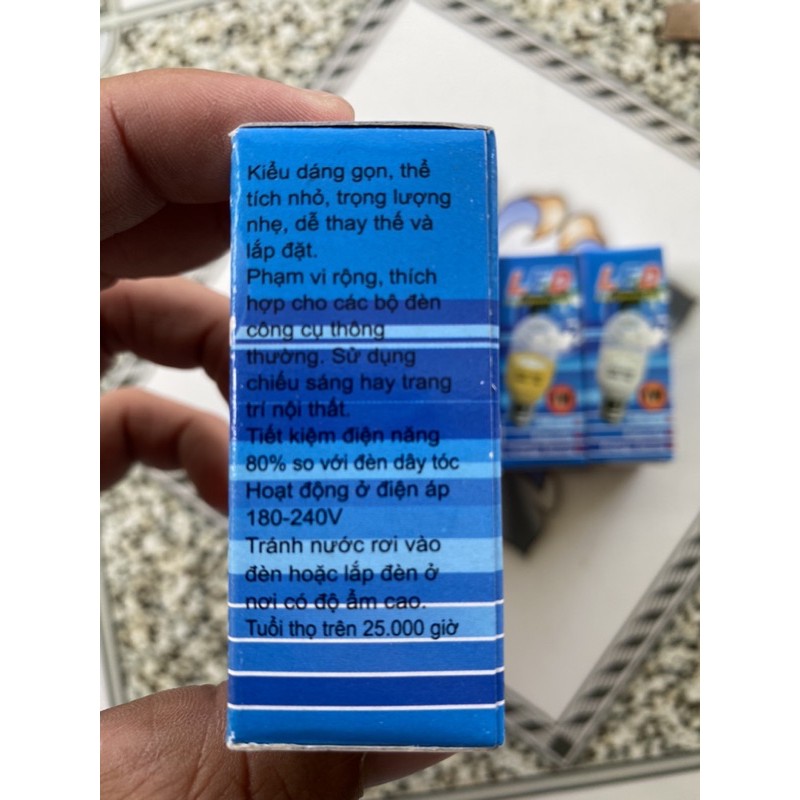 Kiểu dáng gọn, thể
tích nhỏ, trọng lượng
nhẹ, dễ thay thế và
lắp đặt.
Phạm vi rộng, thích
hợp cho các bộ đèn
công cụ thông
thường. Sử dụng
chiếu sáng hay trang
trí nội thất.
Tiết kiệm điện năng
80% so với đèn dây tóc
Hoạt động ở điện áp
180-240V
Tránh nước rơi vào
đèn hoặc lắp đèn ở
nơi có độ ẩm cao.
Tuổi thọ trên 25.000 giờ
LED
LED